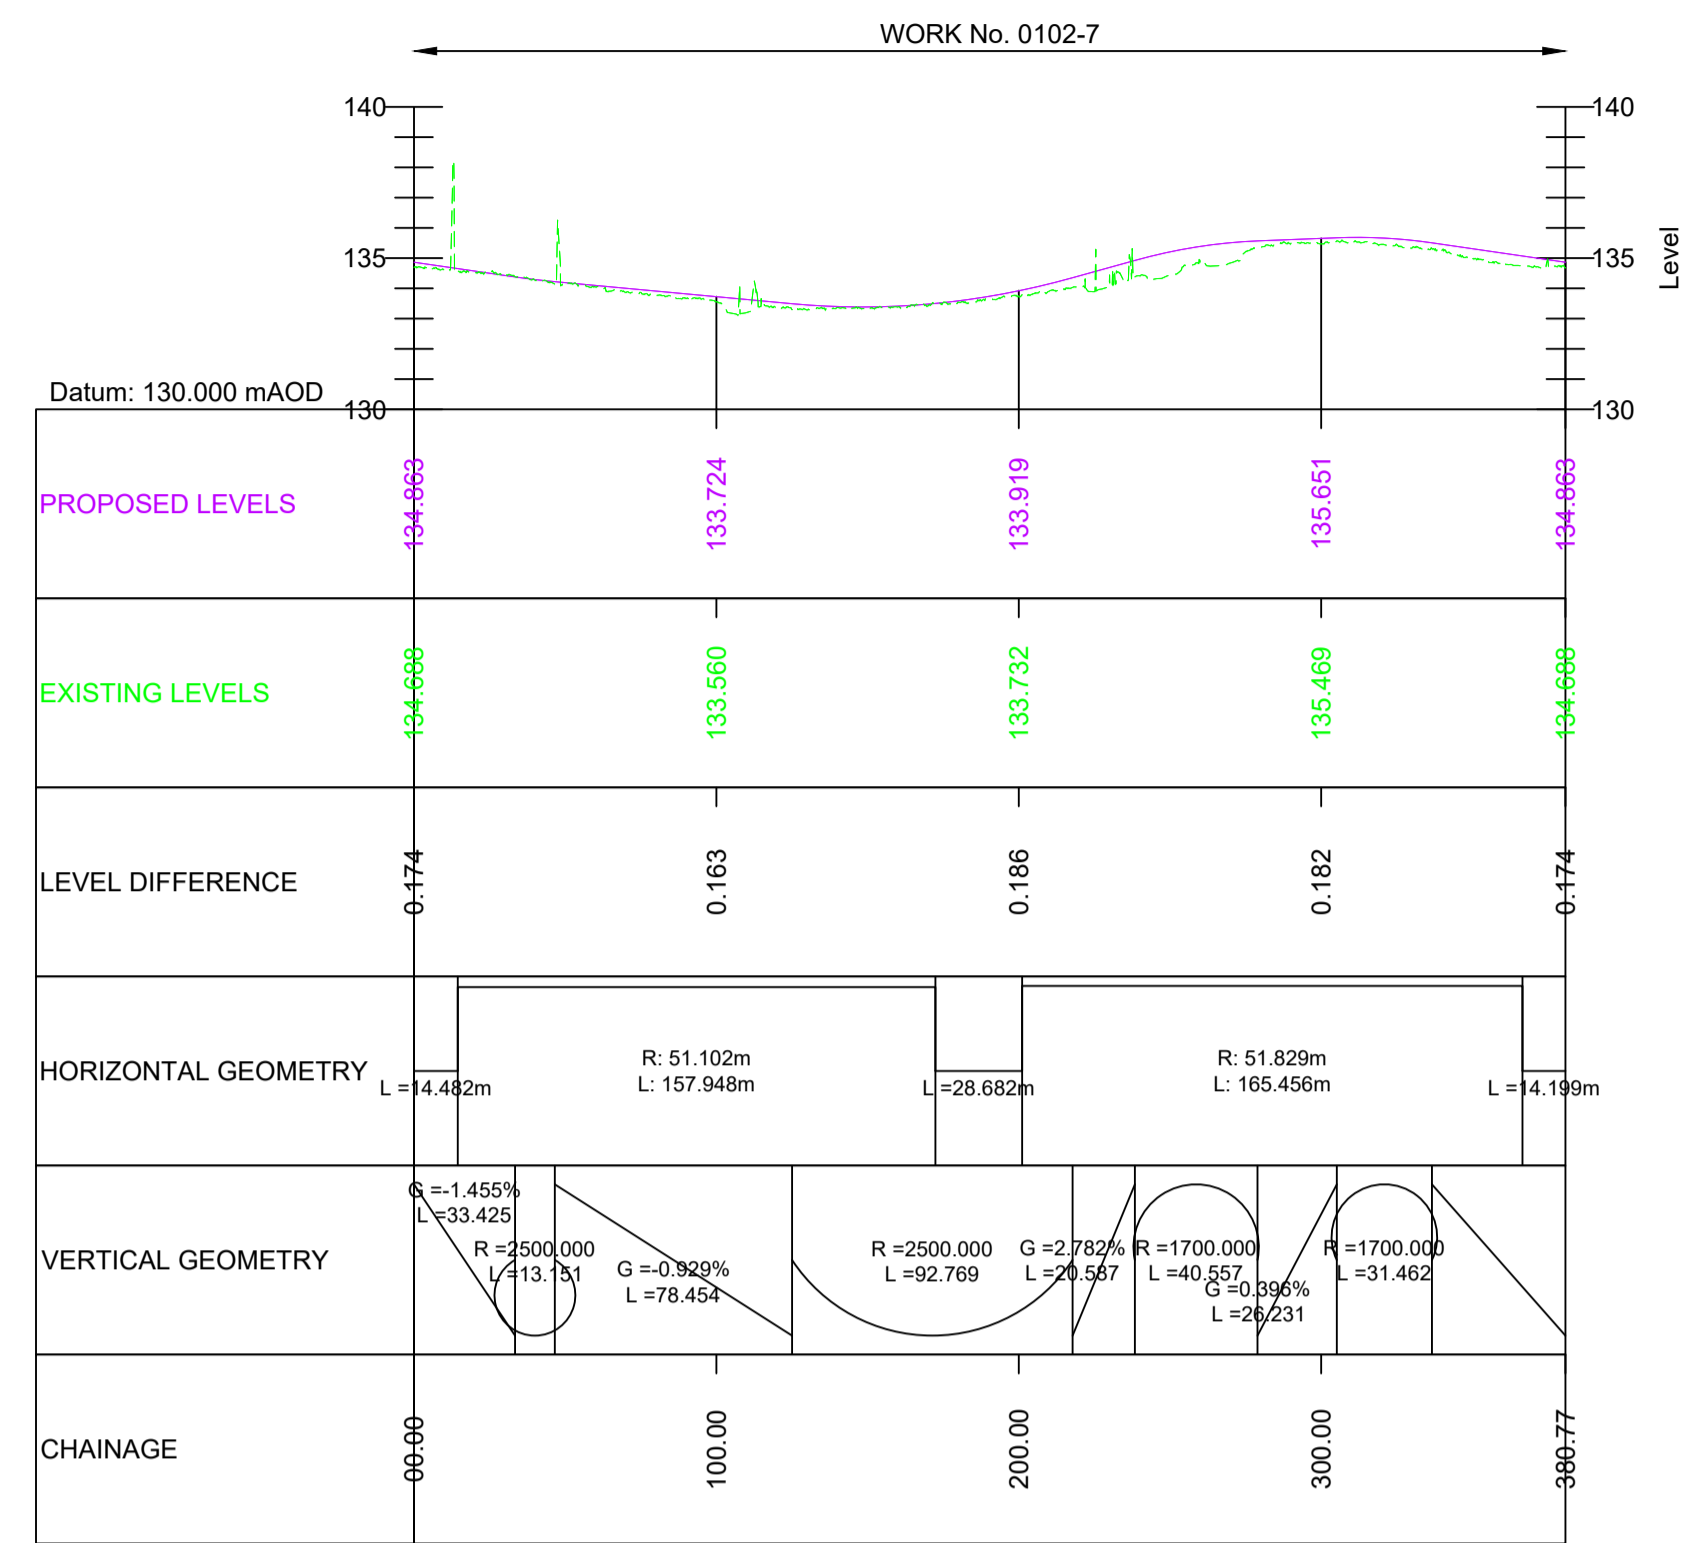 WORK No. 0102-7
140
140
135
135
Level
Datum: 130.000 mAOD
130
130
PROPOSED LEVELS
134.863
133.724
133.919
135.651
134.863
EXISTING LEVELS
134.688
133.560
133.732
135.469
134.688
LEVEL DIFFERENCE
0.174
0.163
0.186
0.182
0.174
HORIZONTAL GEOMETRY
L =14.482m
R: 51.102m
L: 157.948m
L =28.682m
R: 51.829m
L: 165.456m
L =14.199m
VERTICAL GEOMETRY
G =-1.455%
L =33.425
R =2500.000
L =13.151
G =-0.929%
L =78.454
R =2500.000
L =92.769
G =2.782%
L =20.587
R =1700.000
L =40.557
G =0.396%
L =26.231
R =1700.000
L =31.462
CHAINAGE
00.00
100.00
200.00
300.00
380.77